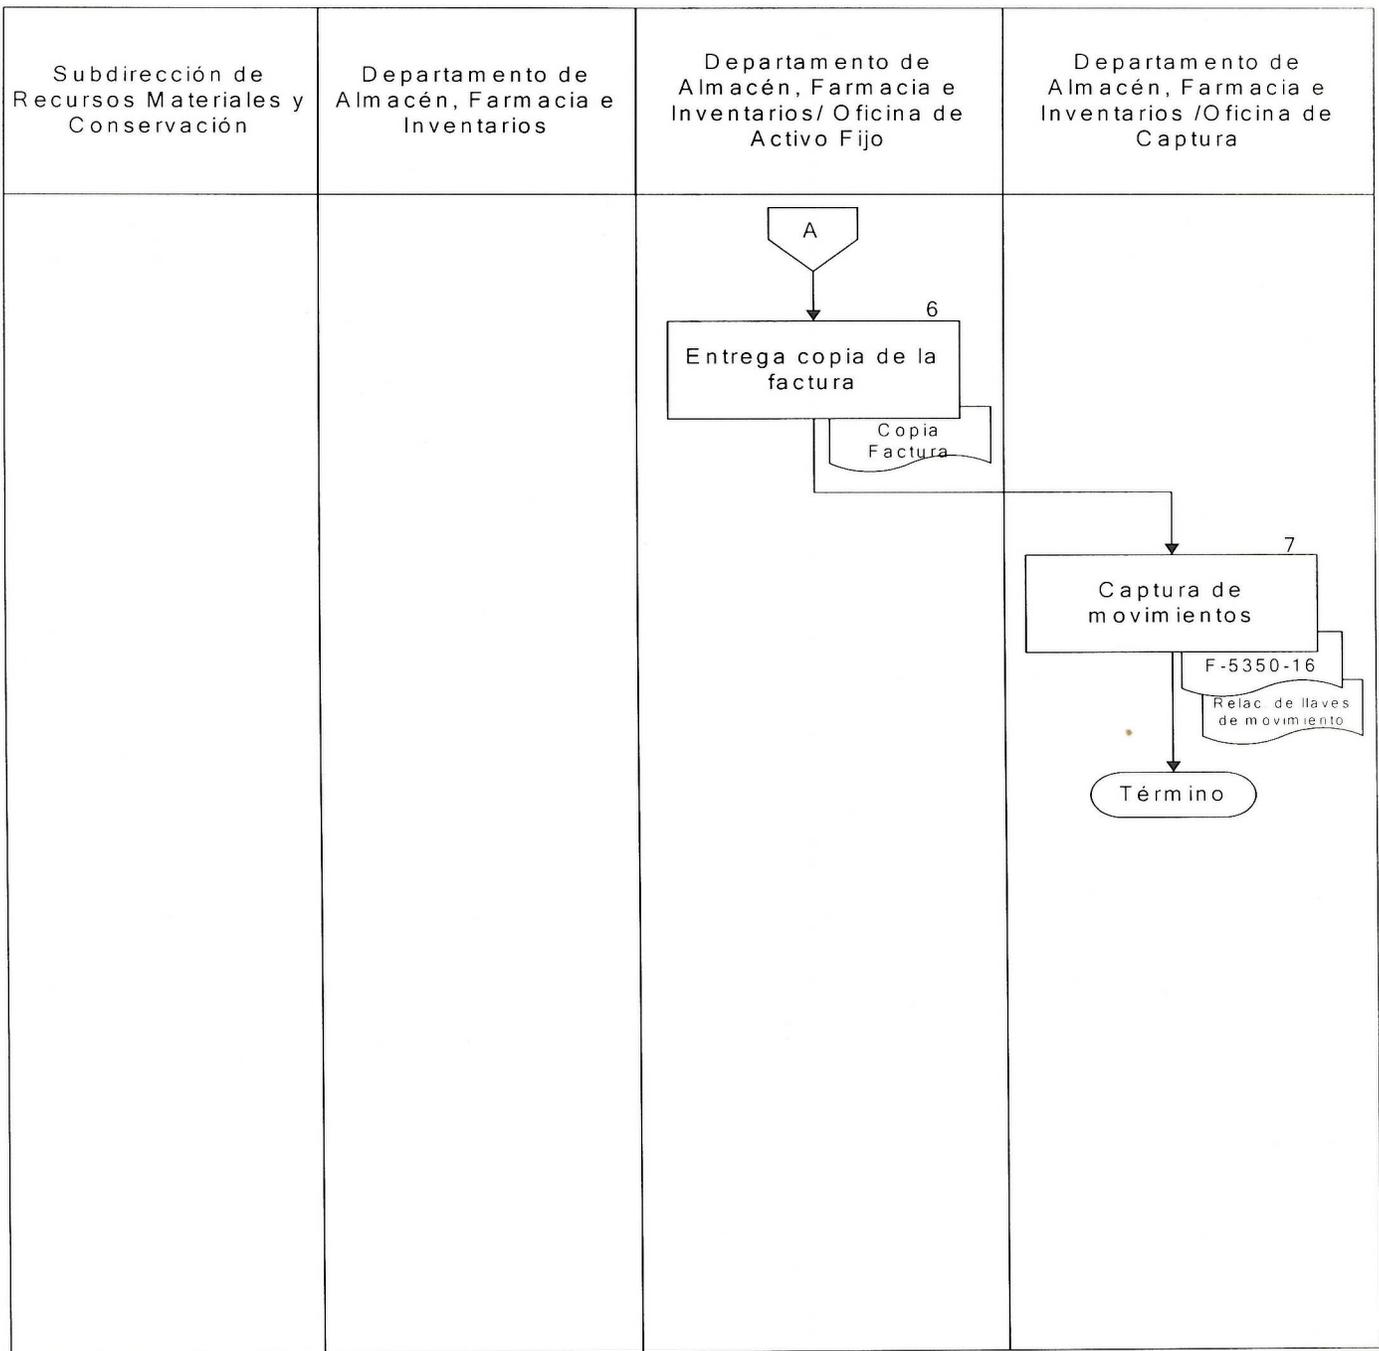 Subdirección de
Recursos Materiales y
Conservación
Departamento de
Almacén, Farmacia e
Inventarios
Departamento de
Almacén, Farmacia e
Inventarios/ Oficina de
Activo Fijo
Departamento de
Almacén, Farmacia e
Inventarios /Oficina de
Captura
A
6
Entrega copia de la
factura
Copia
Factura
7
Captura de
movimientos
F-5350-16
Relac. de llaves
de movimiento
Término